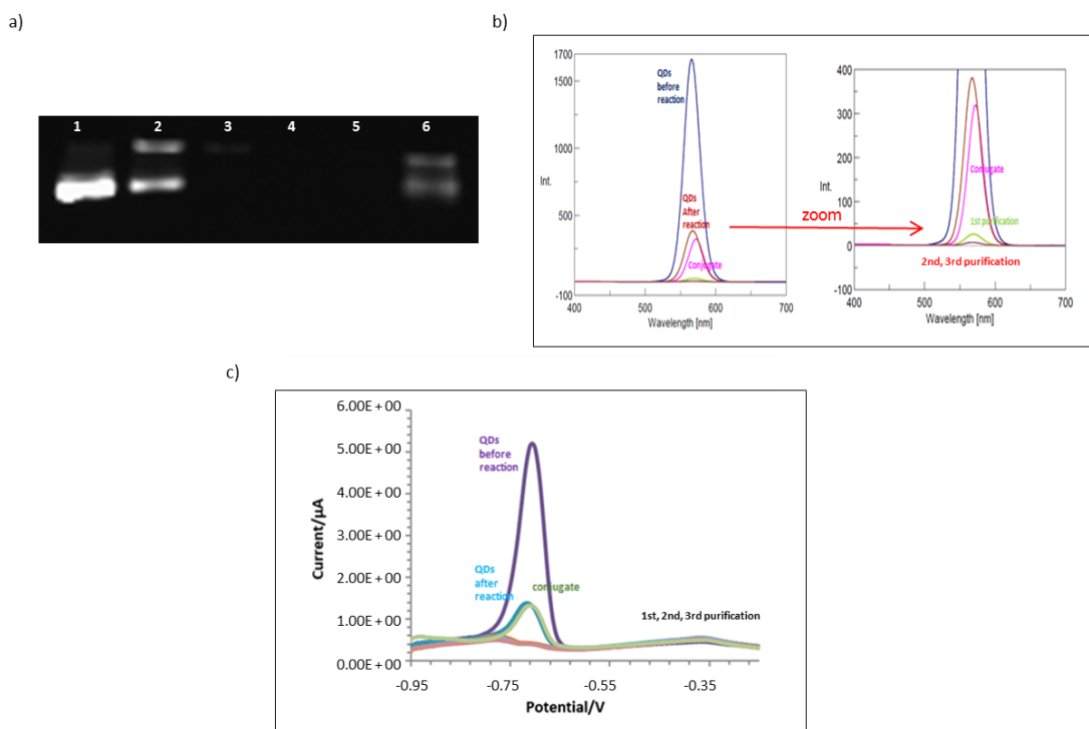 a)
1 2 3 4 5 6
b)
1700
1500
1000
Int.
500
-100
400 500 600 700
Wavelength [nm]
QDs
before
reaction
QDs
After
reaction
Conjugate
zoom
400
300
200
Int.
100
0
-100
400 500 600 700
Wavelength [nm]
Conjugate
1st purification
2nd, 3rd purification
c)
6.00E + 00
5.00E + 00
4.00E + 00
3.00E + 00
2.00E + 00
1.00E + 00
0.00E + 00
Current/µA
QDs
before
reaction
QDs
after
reaction
conjugate
1st, 2nd, 3rd purification
-0.95 -0.75 -0.55 -0.35
Potential/V